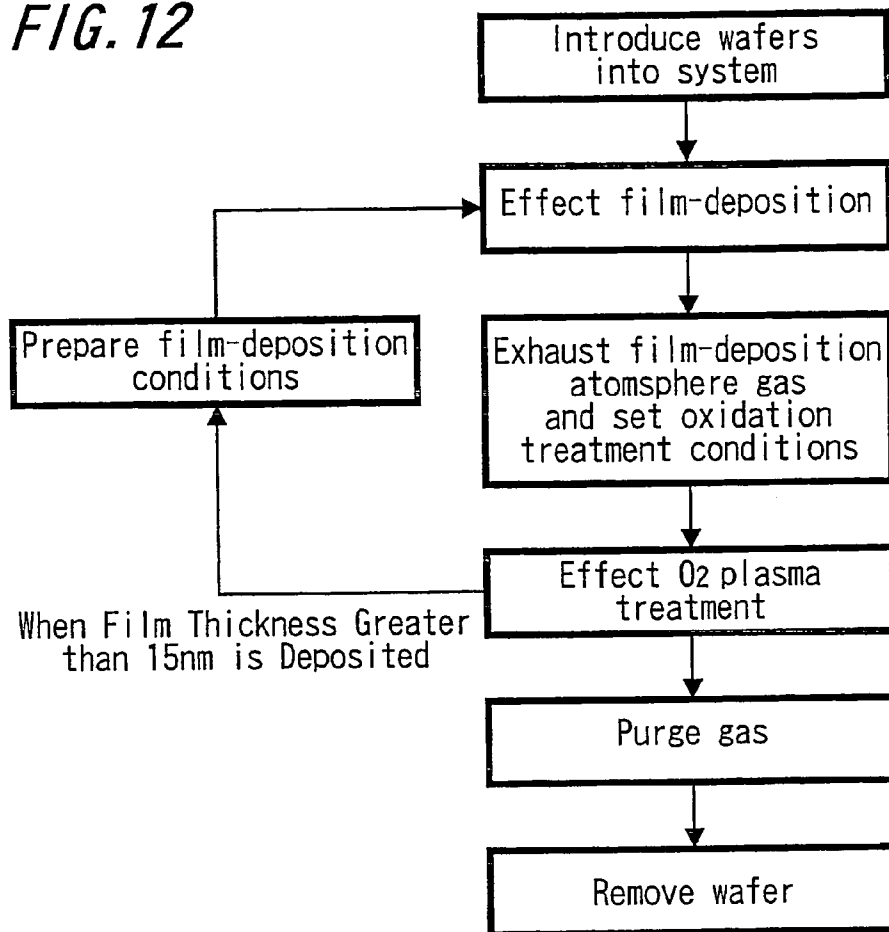 FIG. 12
Introduce wafers
into system
Effect film-deposition
Prepare film-deposition
conditions
Exhaust film-deposition
atomsphere gas
and set oxidation
treatment conditions
Effect O2 plasma
treatment
When Film Thickness Greater
than 15nm is Deposited
Purge gas
Remove wafer